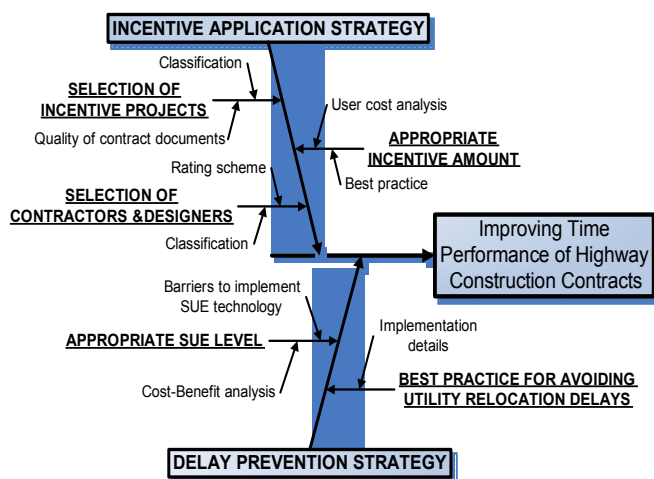 INCENTIVE APPLICATION STRATEGY
Classification
SELECTION OF
INCENTIVE PROJECTS
Quality of contract documents
User cost analysis
APPROPRIATE
INCENTIVE AMOUNT
Best practice
Rating scheme
SELECTION OF
CONTRACTORS &DESIGNERS
Classification
Improving Time
Performance of Highway
Construction Contracts
Barriers to implement
SUE technology
APPROPRIATE SUE LEVEL
Cost-Benefit analysis
Implementation
details
BEST PRACTICE FOR AVOIDING
UTILITY RELOCATION DELAYS
DELAY PREVENTION STRATEGY